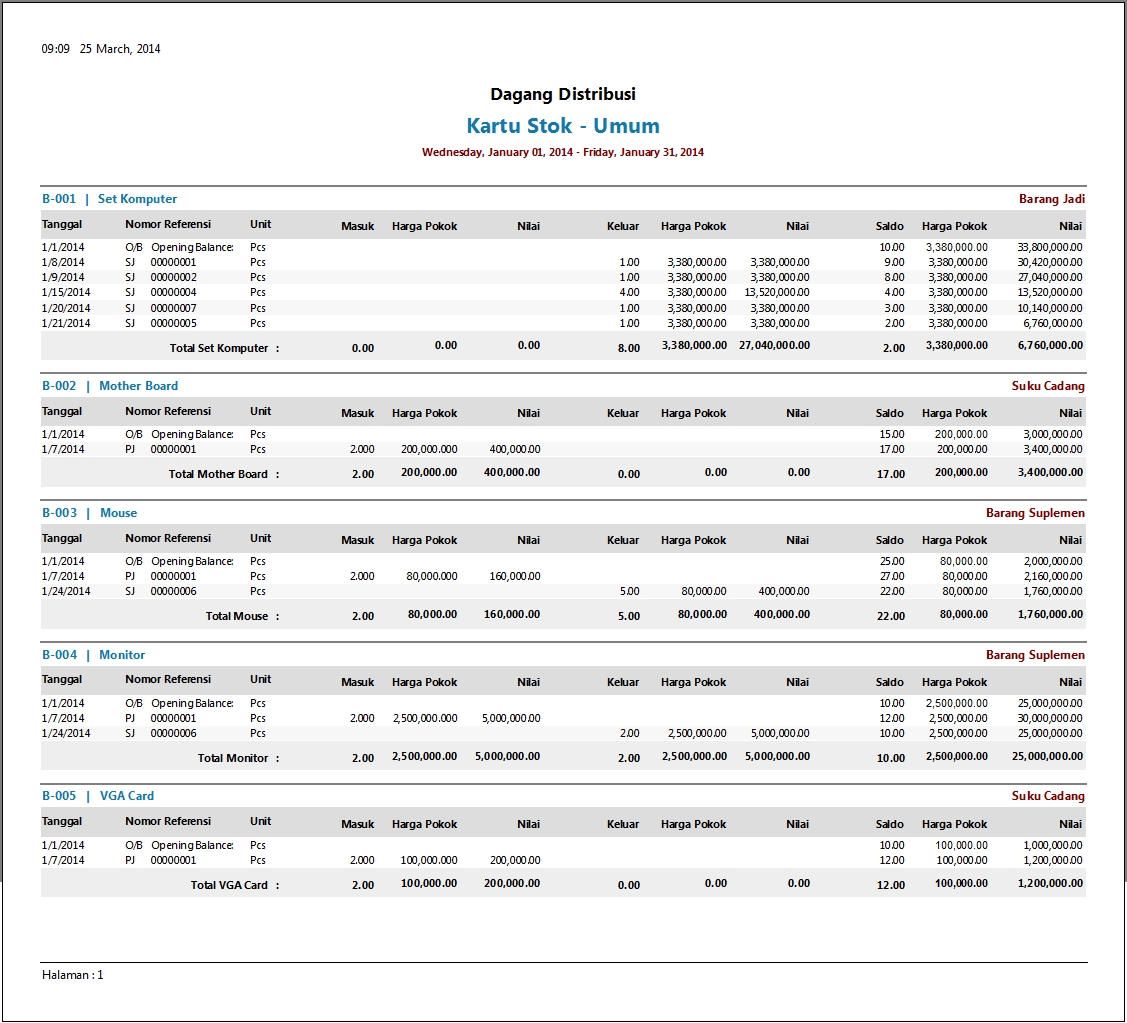 09:09 25 March, 2014
Dagang Distribusi
Kartu Stok - Umum
Wednesday, January 01, 2014 - Friday, January 31, 2014
B-001 | Set Komputer Barang Jadi
Tanggal Nomor Referensi Unit Masuk Harga Pokok Nilai Keluar Harga Pokok Nilai Saldo Harga Pokok Nilai
1/1/2014 O/B Opening Balance: Pcs 10.00 3,380,000.00 33,800,000.00
1/8/2014 SJ 00000001 Pcs 1.00 3,380,000.00 3,380,000.00 9.00 3,380,000.00 30,420,000.00
1/9/2014 SJ 00000002 Pcs 1.00 3,380,000.00 3,380,000.00 8.00 3,380,000.00 27,040,000.00
1/15/2014 SJ 00000004 Pcs 4.00 3,380,000.00 13,520,000.00 4.00 3,380,000.00 13,520,000.00
1/20/2014 SJ 00000007 Pcs 1.00 3,380,000.00 3,380,000.00 3.00 3,380,000.00 10,140,000.00
1/21/2014 SJ 00000005 Pcs 1.00 3,380,000.00 3,380,000.00 2.00 3,380,000.00 6,760,000.00
Total Set Komputer : 0.00 0.00 0.00 8.00 3,380,000.00 27,040,000.00 2.00 3,380,000.00 6,760,000.00
B-002 | Mother Board Suku Cadang
Tanggal Nomor Referensi Unit Masuk Harga Pokok Nilai Keluar Harga Pokok Nilai Saldo Harga Pokok Nilai
1/1/2014 O/B Opening Balance: Pcs 15.00 200,000.00 3,000,000.00
1/7/2014 PJ 00000001 Pcs 2.000 200,000.000 400,000.00 17.00 200,000.00 3,400,000.00
Total Mother Board : 2.00 200,000.00 400,000.00 0.00 0.00 0.00 17.00 200,000.00 3,400,000.00
B-003 | Mouse Barang Suplemen
Tanggal Nomor Referensi Unit Masuk Harga Pokok Nilai Keluar Harga Pokok Nilai Saldo Harga Pokok Nilai
1/1/2014 O/B Opening Balance: Pcs 25.00 80,000.00 2,000,000.00
1/7/2014 PJ 00000001 Pcs 2.000 80,000.000 160,000.00 27.00 80,000.00 2,160,000.00
1/24/2014 SJ 00000006 Pcs 5.00 80,000.00 400,000.00 22.00 80,000.00 1,760,000.00
Total Mouse : 2.00 80,000.00 160,000.00 5.00 80,000.00 400,000.00 22.00 80,000.00 1,760,000.00
B-004 | Monitor Barang Suplemen
Tanggal Nomor Referensi Unit Masuk Harga Pokok Nilai Keluar Harga Pokok Nilai Saldo Harga Pokok Nilai
1/1/2014 O/B Opening Balance: Pcs 10.00 2,500,000.00 25,000,000.00
1/7/2014 PJ 00000001 Pcs 2.000 2,500,000.000 5,000,000.00 12.00 2,500,000.00 30,000,000.00
1/24/2014 SJ 00000006 Pcs 2.00 2,500,000.00 5,000,000.00 10.00 2,500,000.00 25,000,000.00
Total Monitor : 2.00 2,500,000.00 5,000,000.00 2.00 2,500,000.00 5,000,000.00 10.00 2,500,000.00 25,000,000.00
B-005 | VGA Card Suku Cadang
Tanggal Nomor Referensi Unit Masuk Harga Pokok Nilai Keluar Harga Pokok Nilai Saldo Harga Pokok Nilai
1/1/2014 O/B Opening Balance: Pcs 10.00 100,000.00 1,000,000.00
1/7/2014 PJ 00000001 Pcs 2.000 100,000.000 200,000.00 12.00 100,000.00 1,200,000.00
Total VGA Card : 2.00 100,000.00 200,000.00 0.00 0.00 0.00 12.00 100,000.00 1,200,000.00
Halaman : 1